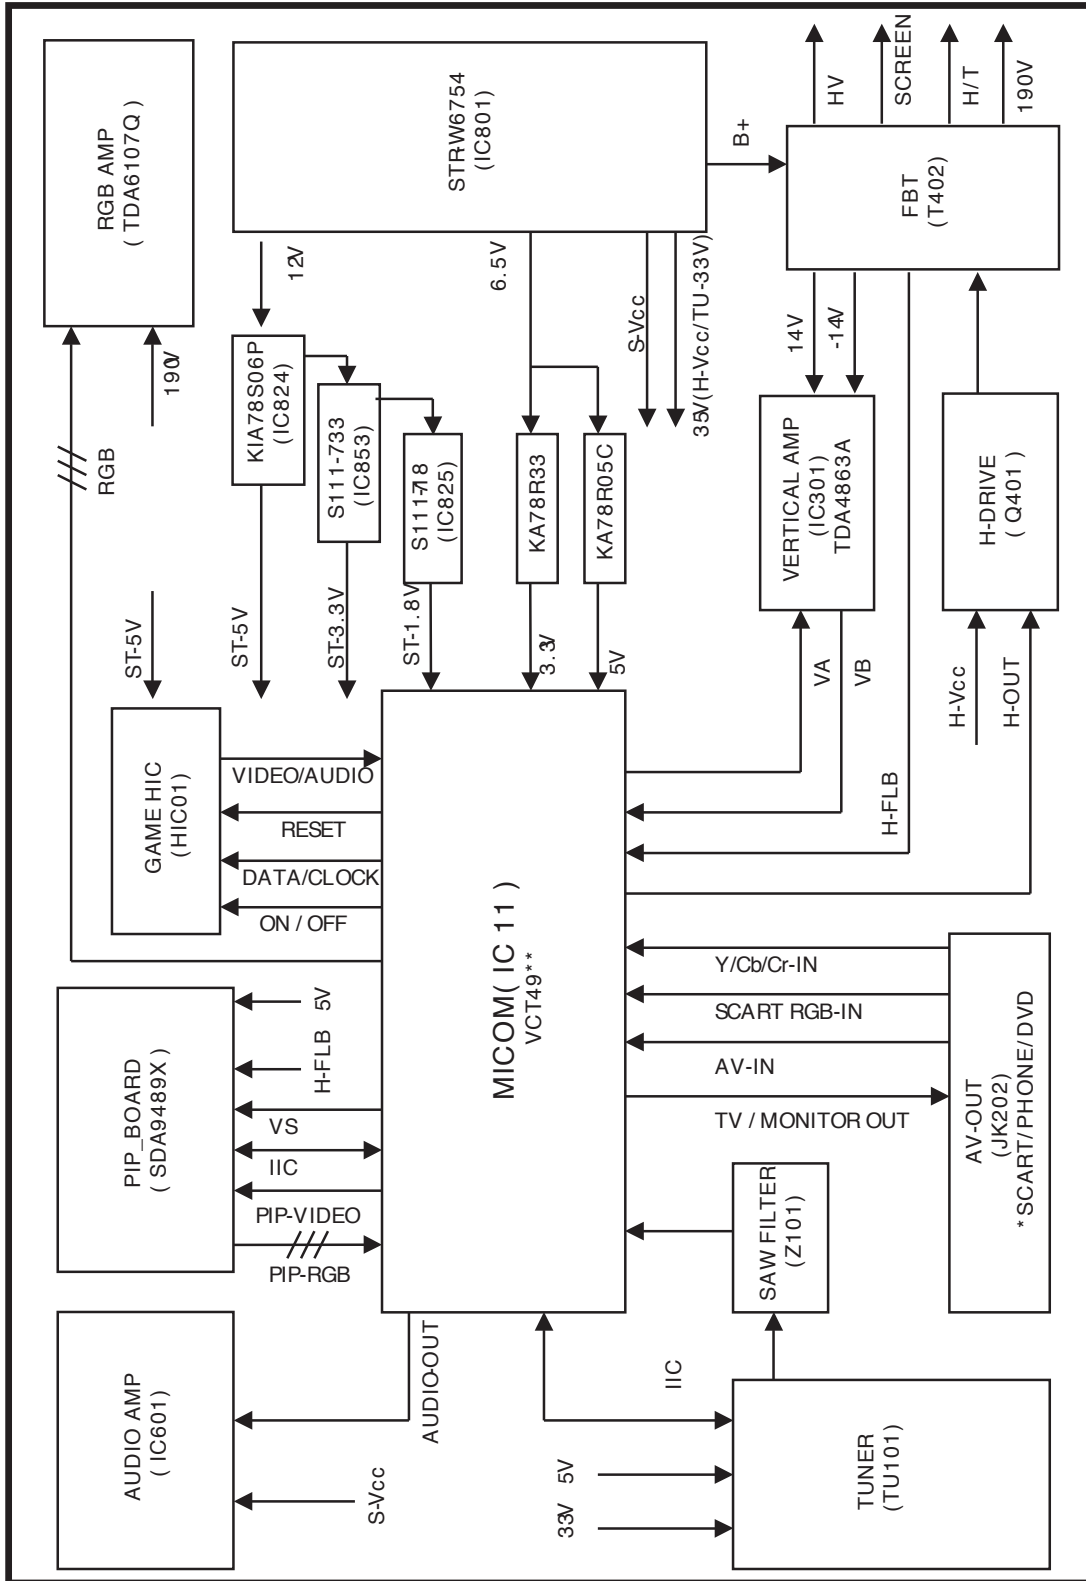 RGB AMP
( TDA6107Q )
190V
RGB
STR-W6754
(IC801)
B+
HV
SCREEN
H/T
190V
FBT
(T402)
12V
6.5V
S-Vcc
35V(H-Vcc/TU-33V)
14V
-14V
KIA78S06P
(IC824)
S111-733
(IC853)
S111-718
(IC825)
KA78R33
KA78R05C
VERTICAL AMP
(IC301)
TDA4863A
H-DRIVE
( Q401)
ST-5V
ST-5V
ST-3.3V
ST-1.8V
3.3V
5V
VA
VB
H-Vcc
H-OUT
H-FLB
GAME HIC
(HIC01)
VIDEO/AUDIO
RESET
DATA/CLOCK
ON / OFF
MICOM( IC 11 )
VCT49**
Y/Cb/Cr-IN
SCART RGB-IN
AV-IN
TV / MONITOR OUT
AV-OUT
(JK202)
*SCART/PHONE/DVD
PIP_BOARD
( SDA9489X )
5V
H-FLB
VS
IIC
PIP-VIDEO
PIP-RGB
SAW FILTER
(Z101)
AUDIO AMP
( IC601)
AUDIO-OUT
S-Vcc
IIC
5V
33V
TUNER
(TU101)